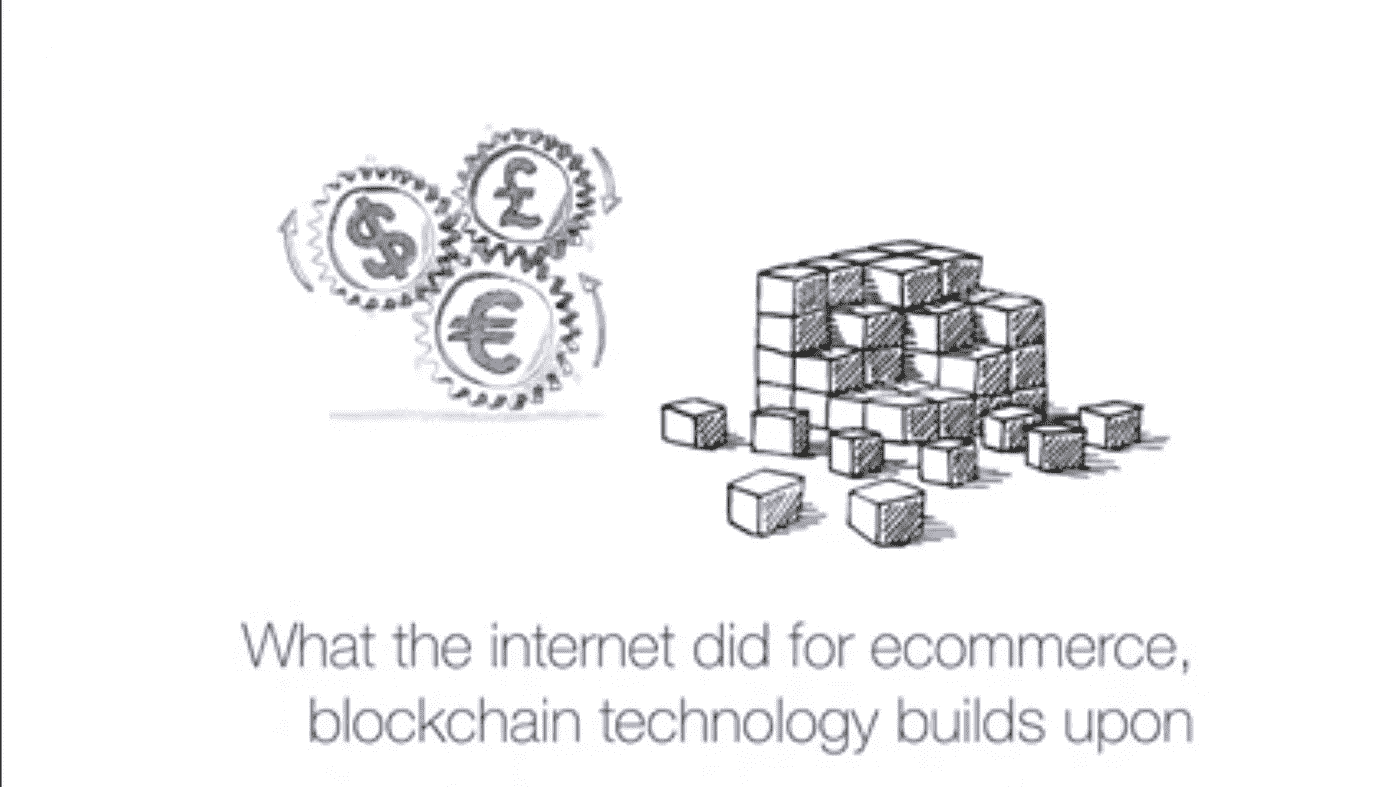 £
$
€
What the internet did for ecommerce,
blockchain technology builds upon